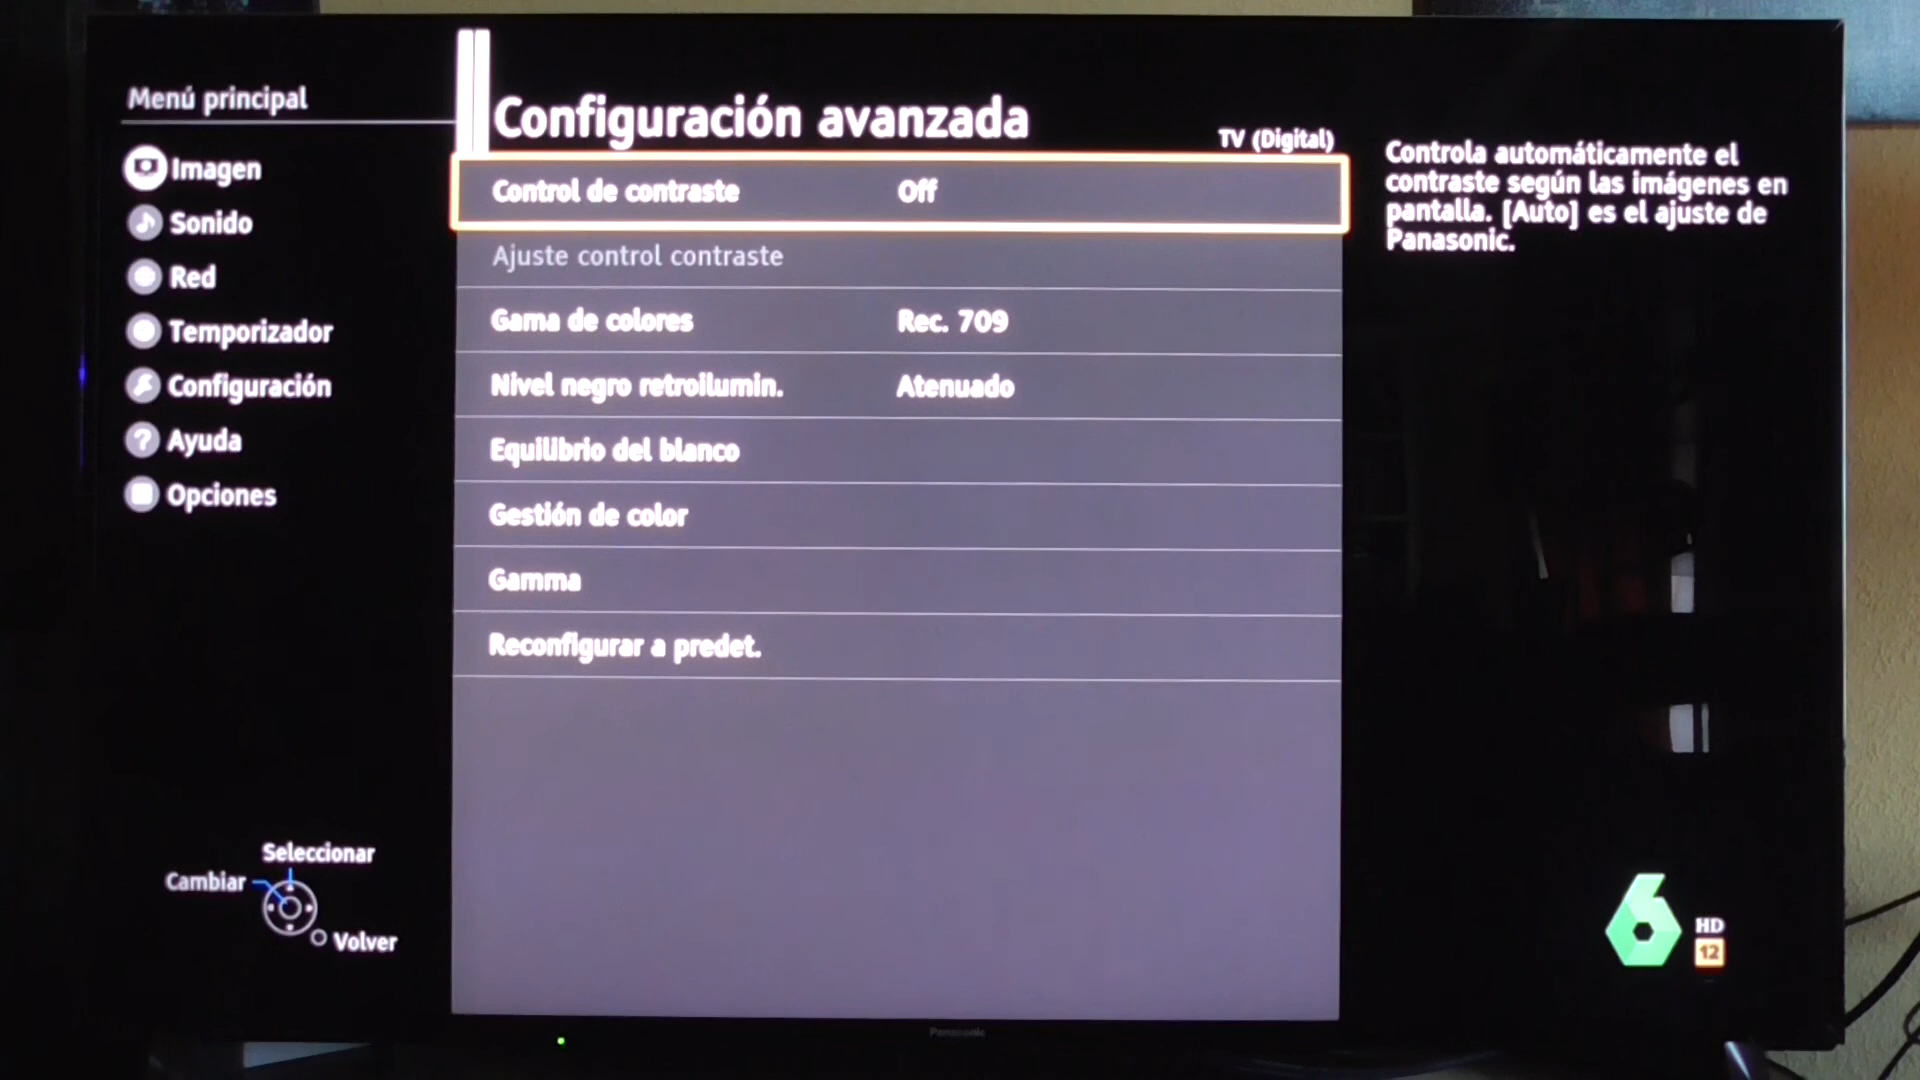 Menú principal
Imagen
Sonido
Red
Temporizador
Configuración
Ayuda
Opciones
Seleccionar
Cambiar
Volver
Configuración avanzada
TV (Digital)
Control de contraste Off
Ajuste control contraste
Gama de colores Rec. 709
Nivel negro retroilumin. Atenuado
Equilibrio del blanco
Gestión de color
Gamma
Reconfigurar a predet.
Controla automáticamente el
contraste según las imágenes en
pantalla. [Auto] es el ajuste de
Panasonic.
6
HD
12
Panasonic